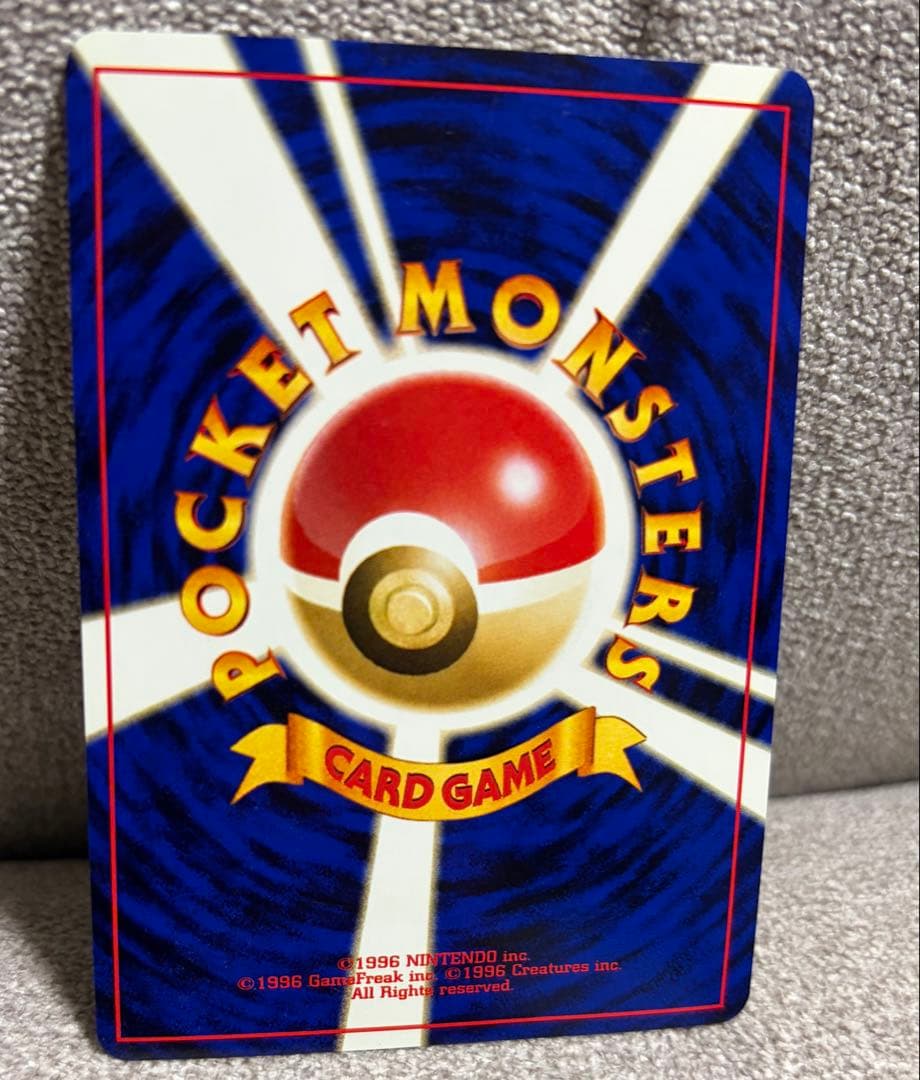 POCKET MONSTERS
CARD GAME
©1996 NINTENDO inc.
©1996 GameFreak inc. ©1996 Creatures inc.
All Rights reserved.